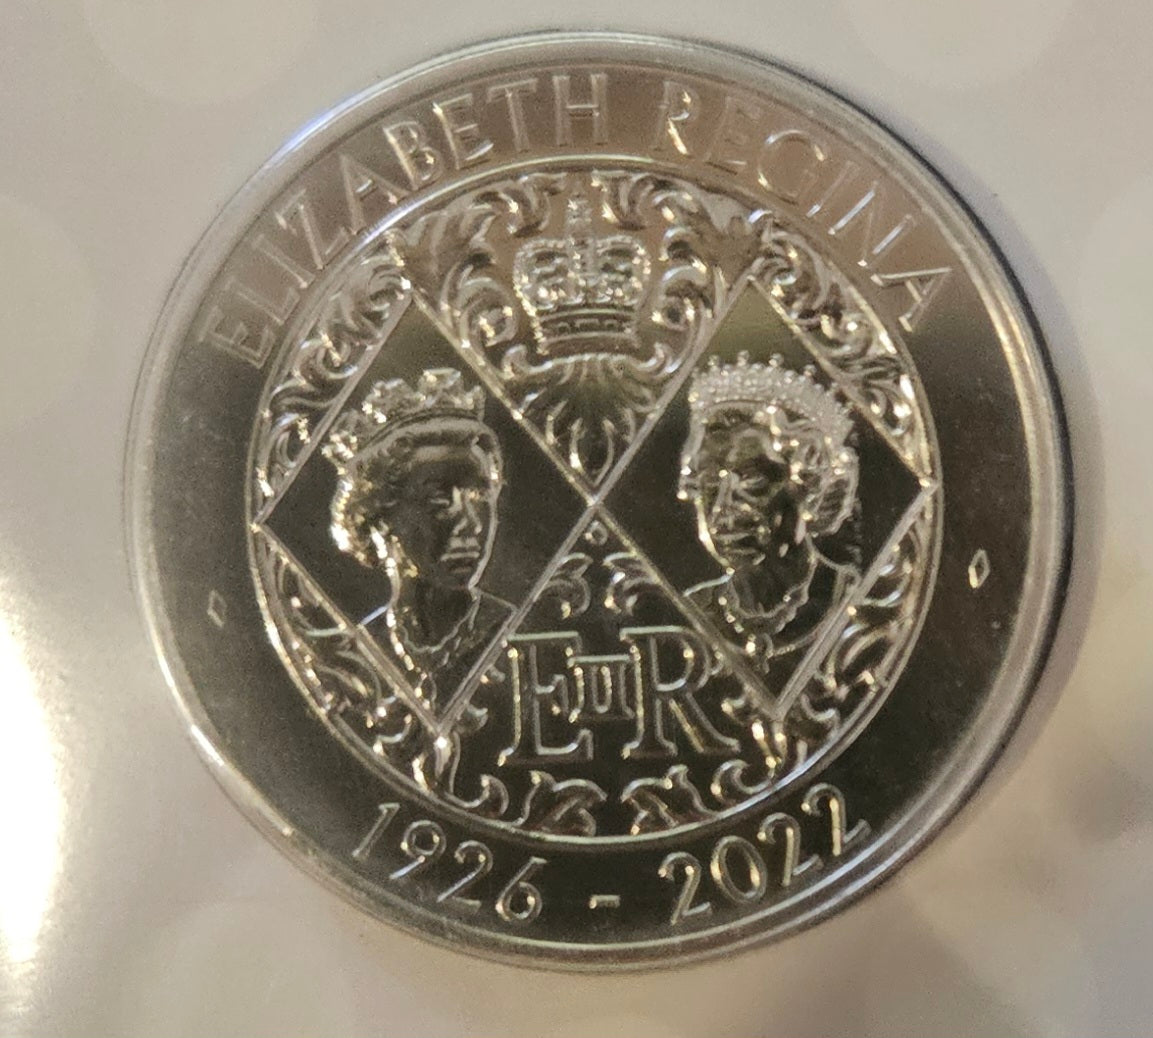 ELIZABETH REGINA
EIIR
1926 - 2022